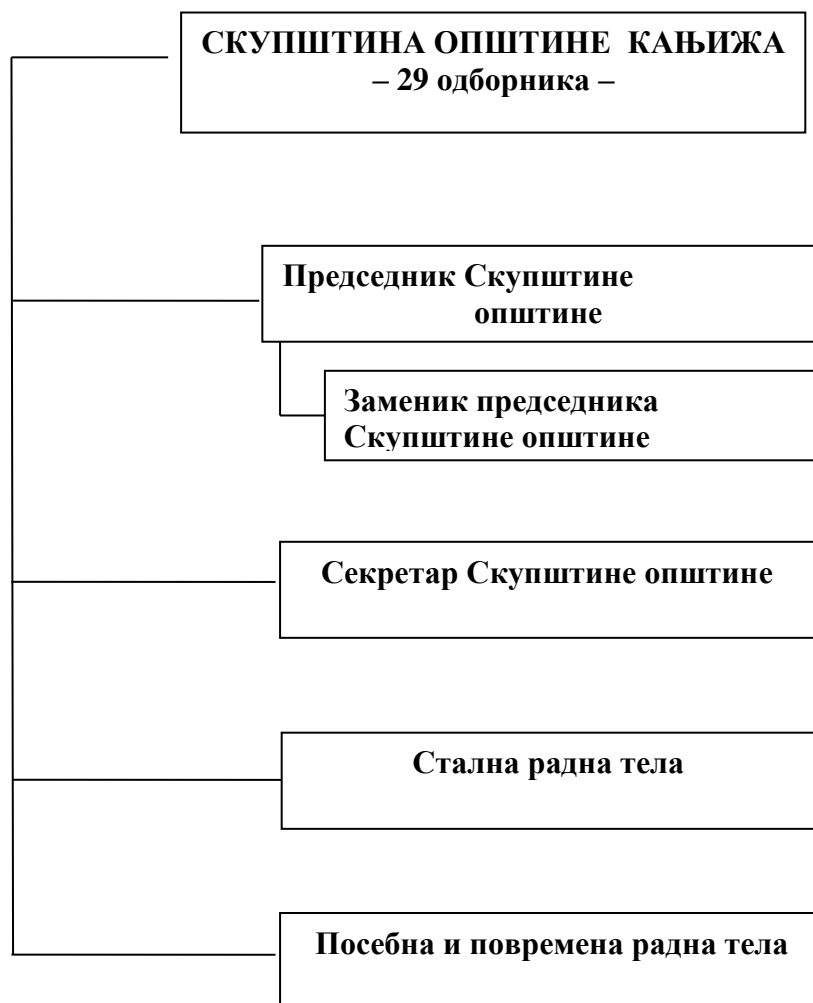 СКУПШТИНА ОПШТИНЕ КАЊИЖА
– 29 одборника –
Председник Скупштине
општине
Заменик председника
Скупштине општине
Секретар Скупштине општине
Стална радна тела
Посебна и повремена радна тела